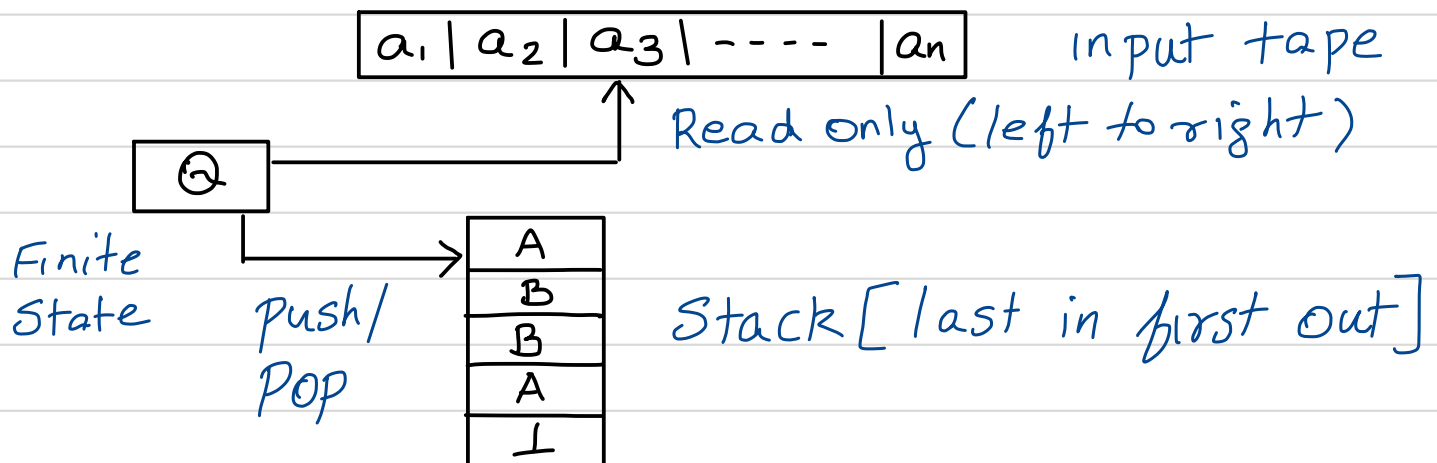 a₁ | a₂ | a₃ | ---- | aₙ input tape
Read only (left to right)
Q
Finite
State
Push/
Pop
A
B
B
A
⊥
Stack [last in first out]